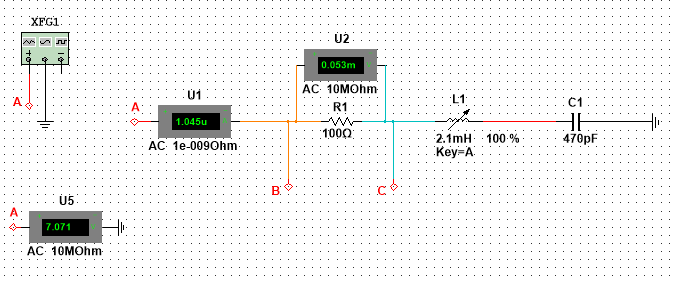 XFG1
A
U2
0.053m
AC 10MOhm
U1
A
1.045u
AC 1e-009Ohm
R1
100Ω
L1
2.1mH
Key=A
100 %
C1
470pF
B
C
U5
A
7.071
AC 10MOhm